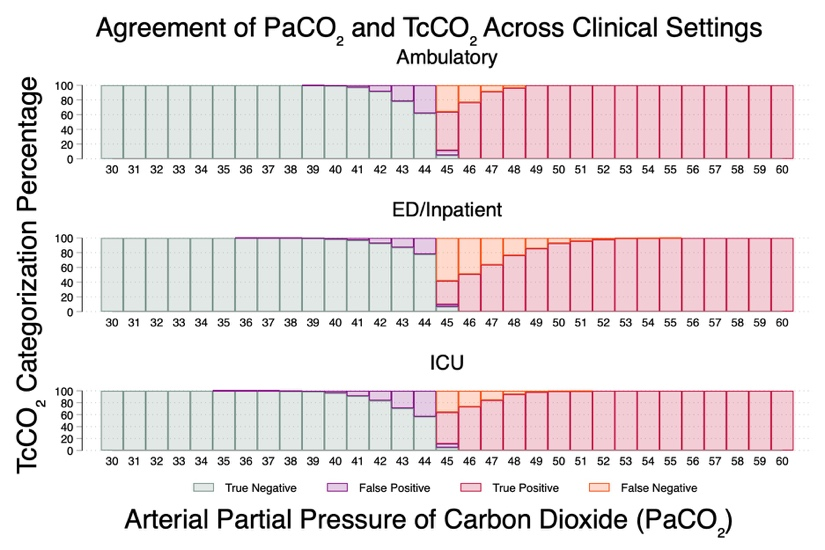 Agreement of PaCO2 and TcCO2 Across Clinical Settings
Ambulatory
100
80
60
40
20
0
30 31 32 33 34 35 36 37 38 39 40 41 42 43 44 45 46 47 48 49 50 51 52 53 54 55 56 57 58 59 60
TcCO2 Categorization Percentage
ED/Inpatient
100
80
60
40
20
0
30 31 32 33 34 35 36 37 38 39 40 41 42 43 44 45 46 47 48 49 50 51 52 53 54 55 56 57 58 59 60
ICU
100
80
60
40
20
0
30 31 32 33 34 35 36 37 38 39 40 41 42 43 44 45 46 47 48 49 50 51 52 53 54 55 56 57 58 59 60
True Negative False Positive True Positive False Negative
Arterial Partial Pressure of Carbon Dioxide (PaCO2)